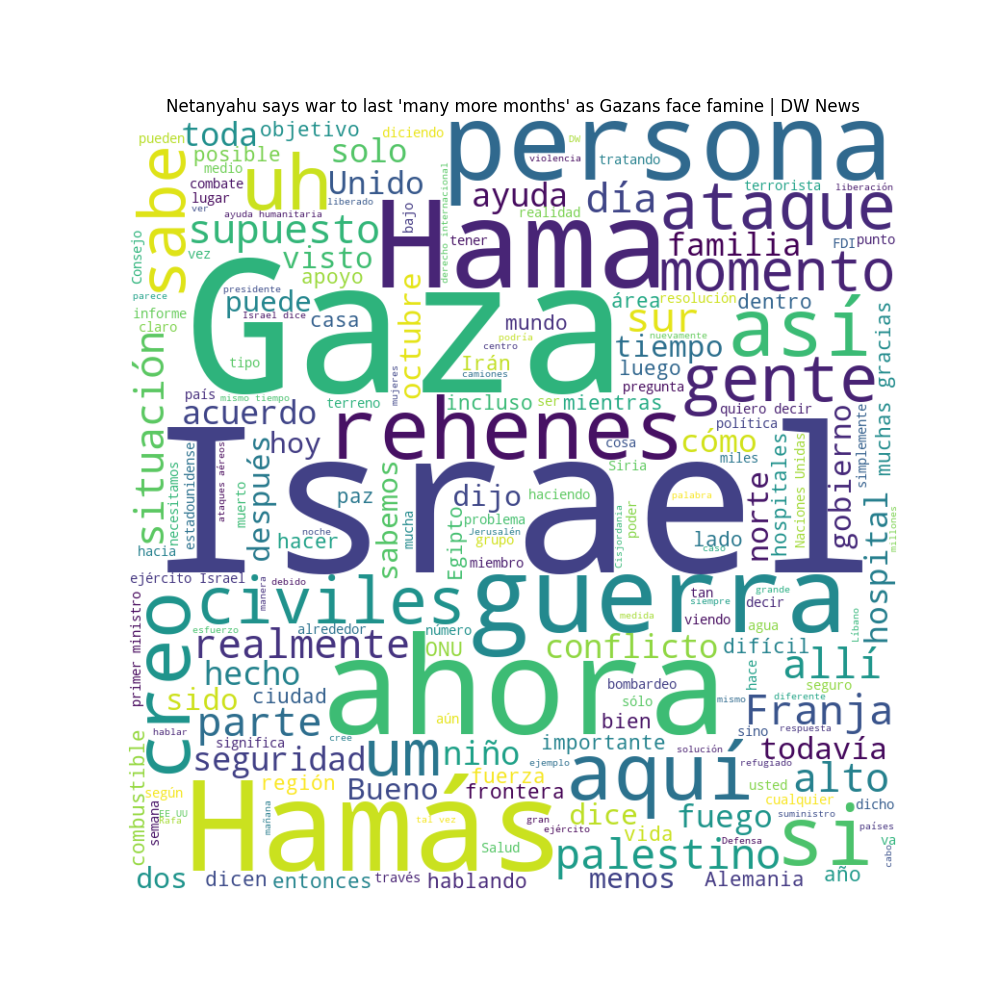 Netanyahu says war to last 'many more months' as Gazans face famine | DW News
pueden
toda
objetivo
diciendo
persona
DW
violencia
tratando
posible
solo
medio
sabe
combate
lugar
uh
Unido
liberado
ayuda
día
ataque
terrorista
liberación
ver
ayuda humanitaria
bajo
derecho internacional
realidad
Consejo
supuesto
Hama
tener
familia
FDI
punto
vez
visto
momento
parece
apoyo
presidente
Gaza
octubre
puede
área
resolución
dentro
informe
claro
Israel dice
casa
mundo
sur
así
muchas gracias
podría
nuevamente
centro
tiempo
tipo
Irán
luego
gente
camiones
pregunta
situación
país
mismo tiempo
terreno
mujeres
incluso
ser
mientras
quiero decir
acuerdo
rehenes
política
gobierno
simplemente
hoy
cosa
cómo
estadounidense
ataques aéreos
después
Israel
Siria
miles
hospitales
Naciones Unidas
necesitamos
muerto
paz
sabemos
dijo
haciendo
palabra
norte
millones
noche
mucha
problema
Jerusalén
poder
hacia
hacer
Egipto
grupo
Cisjordania
lado
caso
miembro
ejército Israel
manera
debido
civiles
guerra
tan
siempre
grande
decir
hospital
primer ministro
creo
esfuerzo
alrededor
número
medida
viendo
agua
Líbano
realmente
ahora
ONU
conflicto
difícil
hecho
bombardeo
hace
allí
seguro
sido
ciudad
sólo
mismo
diferente
hablar
parte
aún
bien
Franja
sino
respuesta
significa
cree
um
niño
importante
solución
todavía
combustible
seguridad
ejemplo
refugiado
región
fuerza
aquí
usted
alto
según
Bueno
frontera
cualquier
semana
EE UU
Rafa
mañana
Hamás
tal vez
gran
ejército
dice
vida
fuego
suministro
dicho
países
Defensa
si
va
Salud
palestino
cabo
dos
dicen
entonces
través
hablando
menos
Alemania
año